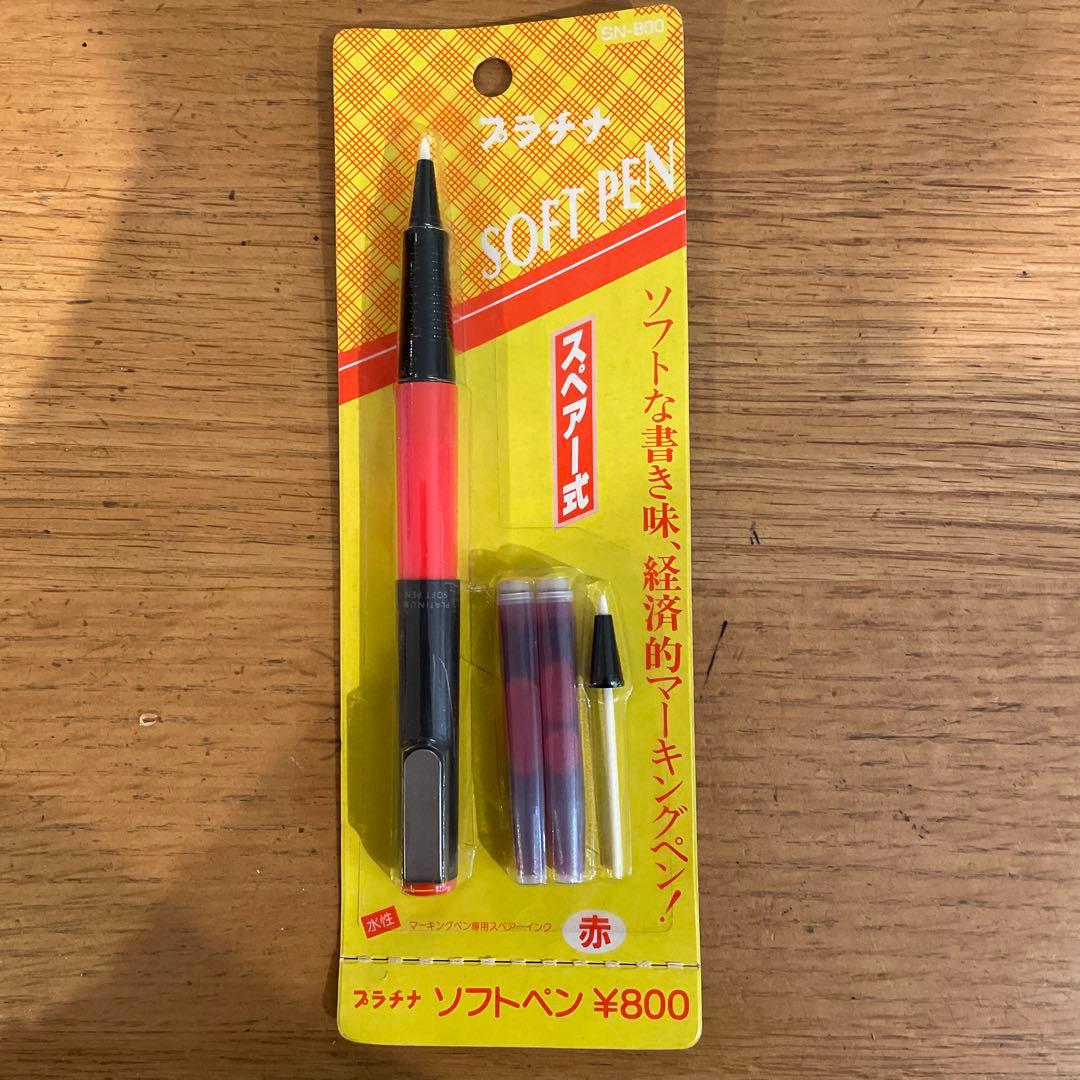 SN-800
プラチナ
SOFT PEN
ソフトな書き味、経済的マーキングペン!
スペアー式
PLATINUM
SOFT PEN
水性
マーキングペン専用スペアーインク
赤
プラチナ ソフトペン ¥800